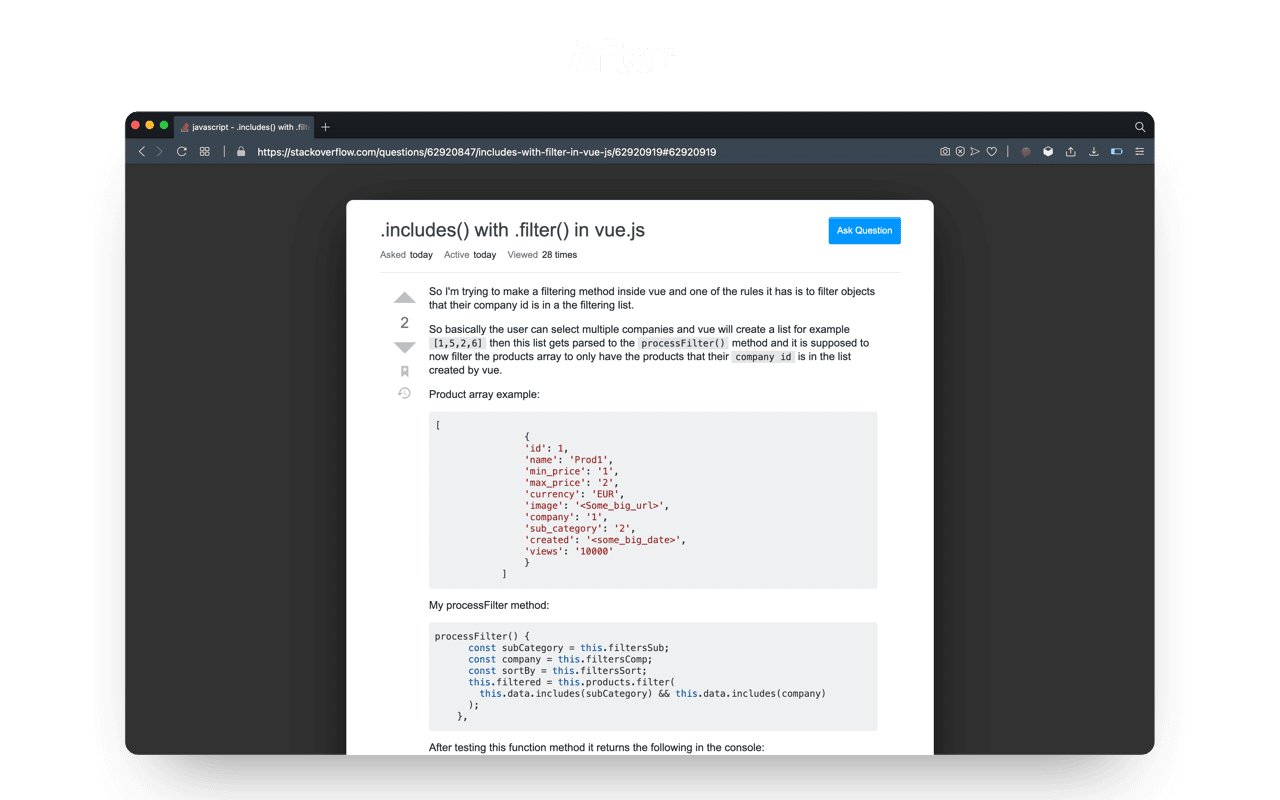 After
javascript - .includes() with .filt
https://stackoverflow.com/questions/62920847/includes-with-filter-in-vue-js/62920919#62920919
.includes() with .filter() in vue.js
Ask Question
Asked today Active today Viewed 28 times
So I'm trying to make a filtering method inside vue and one of the rules it has is to filter objects
that their company id is in a the filtering list.
2
So basically the user can select multiple companies and vue will create a list for example
[1,5,2,6] then this list gets parsed to the processFilter() method and it is supposed to
now filter the products array to only have the products that their company id is in the list
created by vue.
Product array example:
[
{
'id': 1,
'name': 'Prod1',
'min_price': '1',
'max_price': '2',
'currency': 'EUR',
'image': '<Some_big_url>',
'company': '1',
'sub_category': '2',
'created': '<some_big_date>',
'views': '10000'
}
]
My processFilter method:
processFilter() {
const subCategory = this.filtersSub;
const company = this.filtersComp;
const sortBy = this.filtersSort;
this.filtered = this.products.filter(
this.data.includes(subCategory) && this.data.includes(company)
);
},
After testing this function method it returns the following in the console: